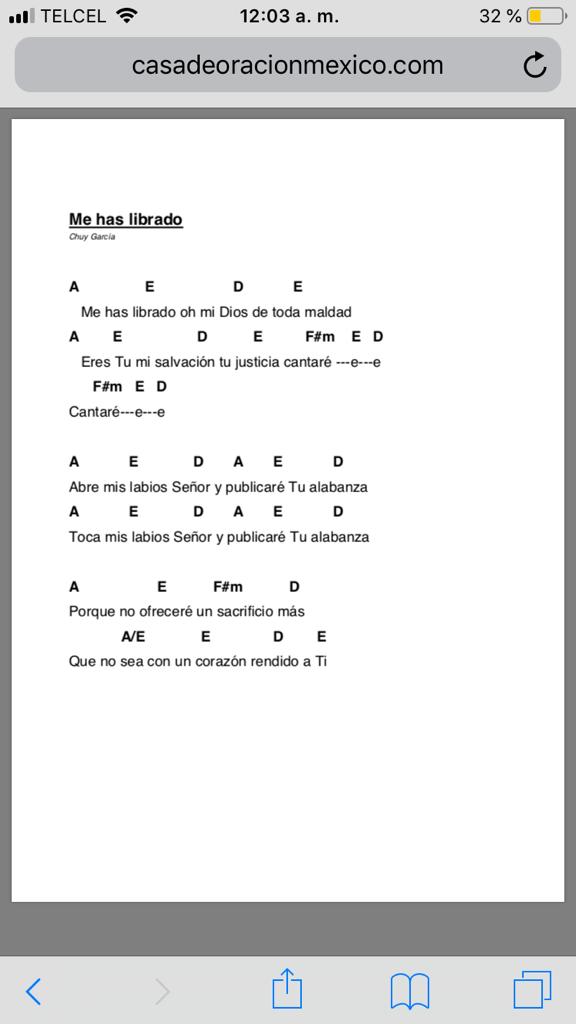 TELCEL 12:03 a. m. 32 %
casadeoracionmexico.com
Me has librado
Chuy García
A E D E
Me has librado oh mi Dios de toda maldad
A E D E F#m E D
Eres Tu mi salvación tu justicia cantaré ---e---e
F#m E D
Cantaré---e---e
A E D A E D
Abre mis labios Señor y publicaré Tu alabanza
A E D A E D
Toca mis labios Señor y publicaré Tu alabanza
A E F#m D
Porque no ofreceré un sacrificio más
A/E E D E
Que no sea con un corazón rendido a Ti